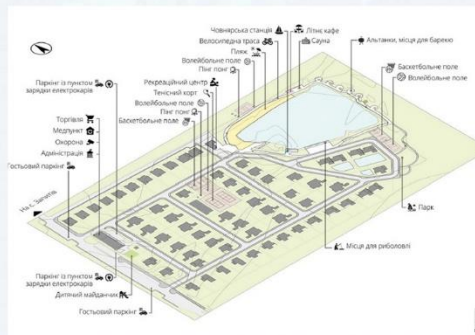 Човнярська станція
Літнє кафе
Велосипедна траса
Сауна
Альтанки, місця для барекю
Пляж
Волейбольне поле
Пінг понг
Баскетбольне поле
Волейбольне поле
Рекреаційний центр
Тенісний корт
Волейбольне поле
Пінг понг
Баскетбольне поле
Паркінг із пунктом
зарядки електрокарів
Торгівля
Медпункт
Охорона
Адміністрація
Гостьовий паркінг
На с.
Парк
Місця для риболовлі
Паркінг із пунктом
зарядки електрокарів
Дитячий майданчик
Гостьовий паркінг